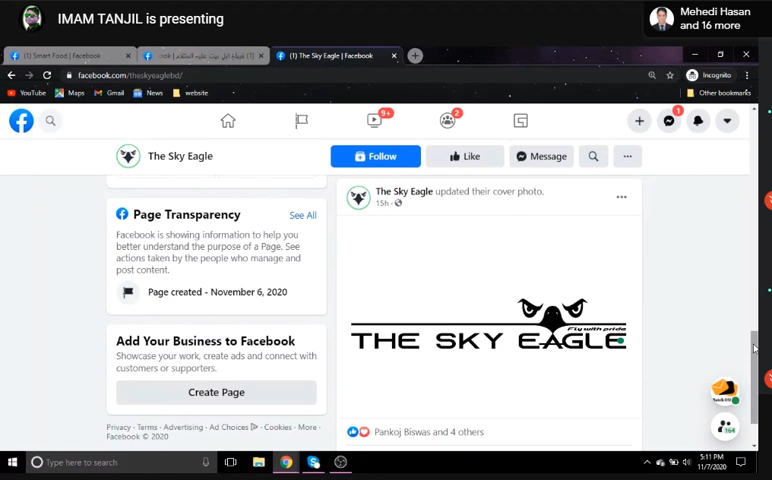 IMAM TANJIL is presenting
Mehedi Hasan
and 16 more
(1) Smart Food | Facebook
(1) The Sky Eagle | Facebook
facebook.com/theskyeaglebd/
Incognito
YouTube
Maps
Gmail
News
website
Other bookmarks
9+
2
1
The Sky Eagle
Follow
Like
Message
Page Transparency
See All
Facebook is showing information to help you
better understand the purpose of a Page. See
actions taken by the people who manage and
post content.
Page created - November 6, 2020
Add Your Business to Facebook
Showcase your work, create ads and connect with
customers or supporters.
Create Page
Privacy · Terms · Advertising · Ad Choices · Cookies · More ·
Facebook © 2020
The Sky Eagle updated their cover photo.
15h ·
Fly with pride
THE SKY EAGLE
Pankoj Biswas and 4 others
164
Type here to search
5:11 PM
11/7/2020